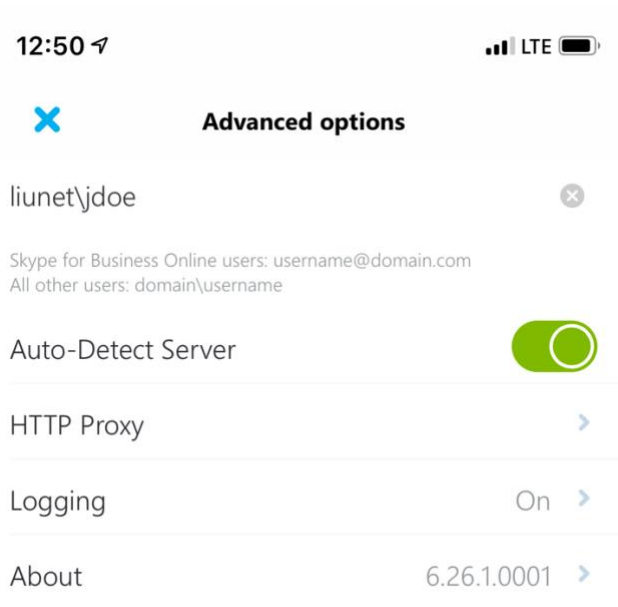 12:50 LTE
Advanced options
liunet\jdoe
Skype for Business Online users: username@domain.com
All other users: domain\username
Auto-Detect Server
HTTP Proxy
Logging On
About 6.26.1.0001